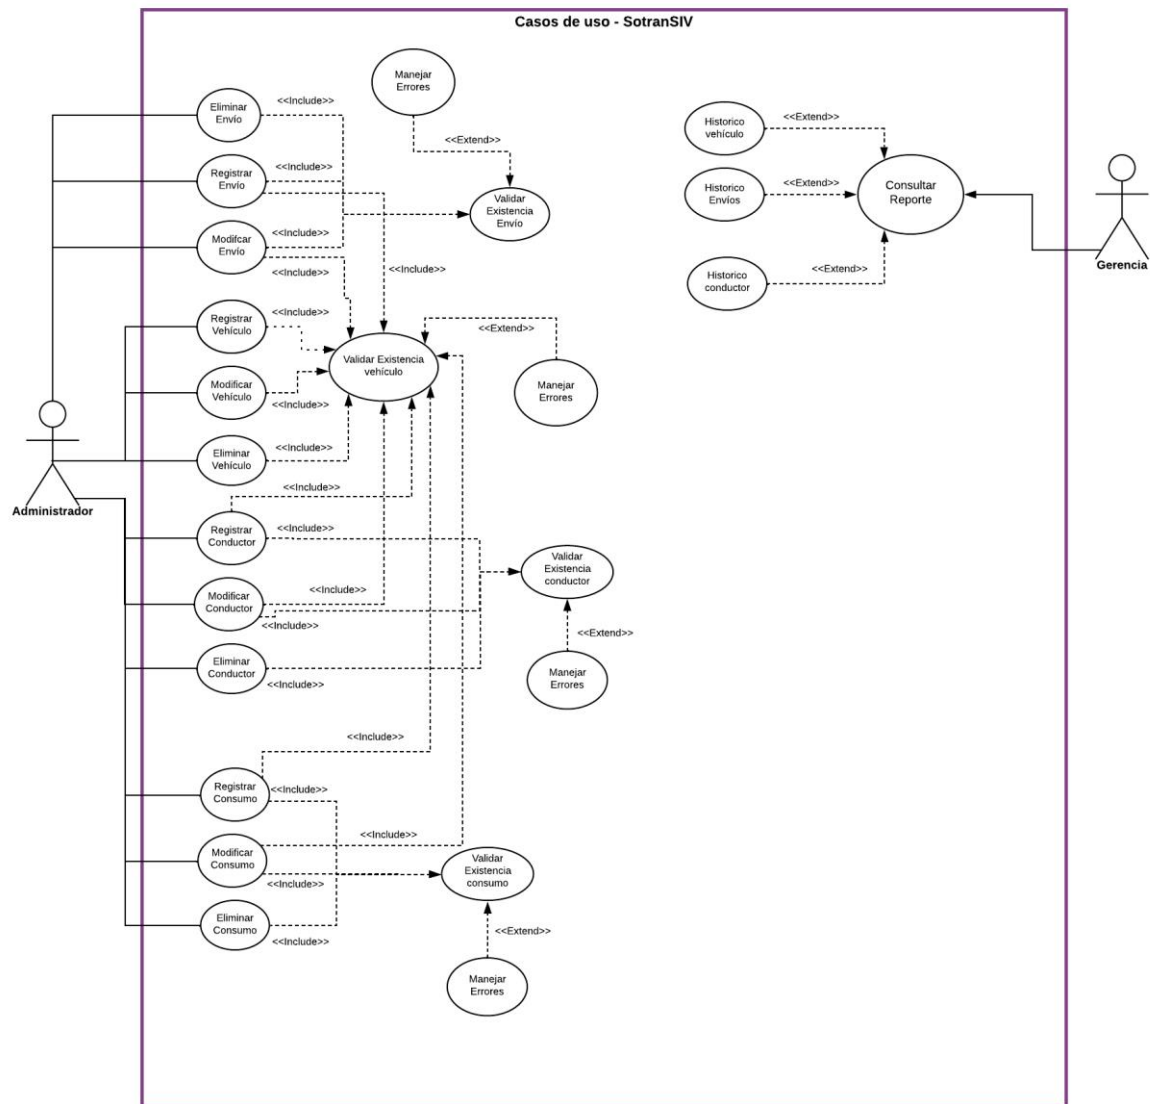 Casos de uso - SotranSIV
Manejar
Errores
<<Extend>>
Eliminar
Envío
<<Include>>
Registrar
Envío
<<Include>>
Modifcar
Envío
<<Include>>
<<Include>>
<<Include>>
Validar
Existencia
Envío
Historico
vehículo
<<Extend>>
Historico
Envíos
<<Extend>>
Historico
conductor
<<Extend>>
Consultar
Reporte
Gerencia
Registrar
Vehículo
<<Include>>
Modificar
Vehículo
<<Include>>
Eliminar
Vehículo
<<Include>>
Validar Existencia
vehículo
<<Extend>>
Manejar
Errores
Administrador
<<Include>>
Registrar
Conductor
<<Include>>
Modificar
Conductor
<<Include>>
<<Include>>
Eliminar
Conductor
<<Include>>
Validar
Existencia
conductor
<<Extend>>
Manejar
Errores
<<Include>>
Registrar
Consumo
<<Include>>
Modificar
Consumo
<<Include>>
<<Include>>
Eliminar
Consumo
<<Include>>
Validar
Existencia
consumo
<<Extend>>
Manejar
Errores